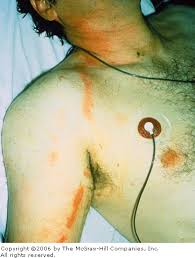 Copyright ©2006 by The McGraw-Hill Companies, Inc.
All rights reserved.